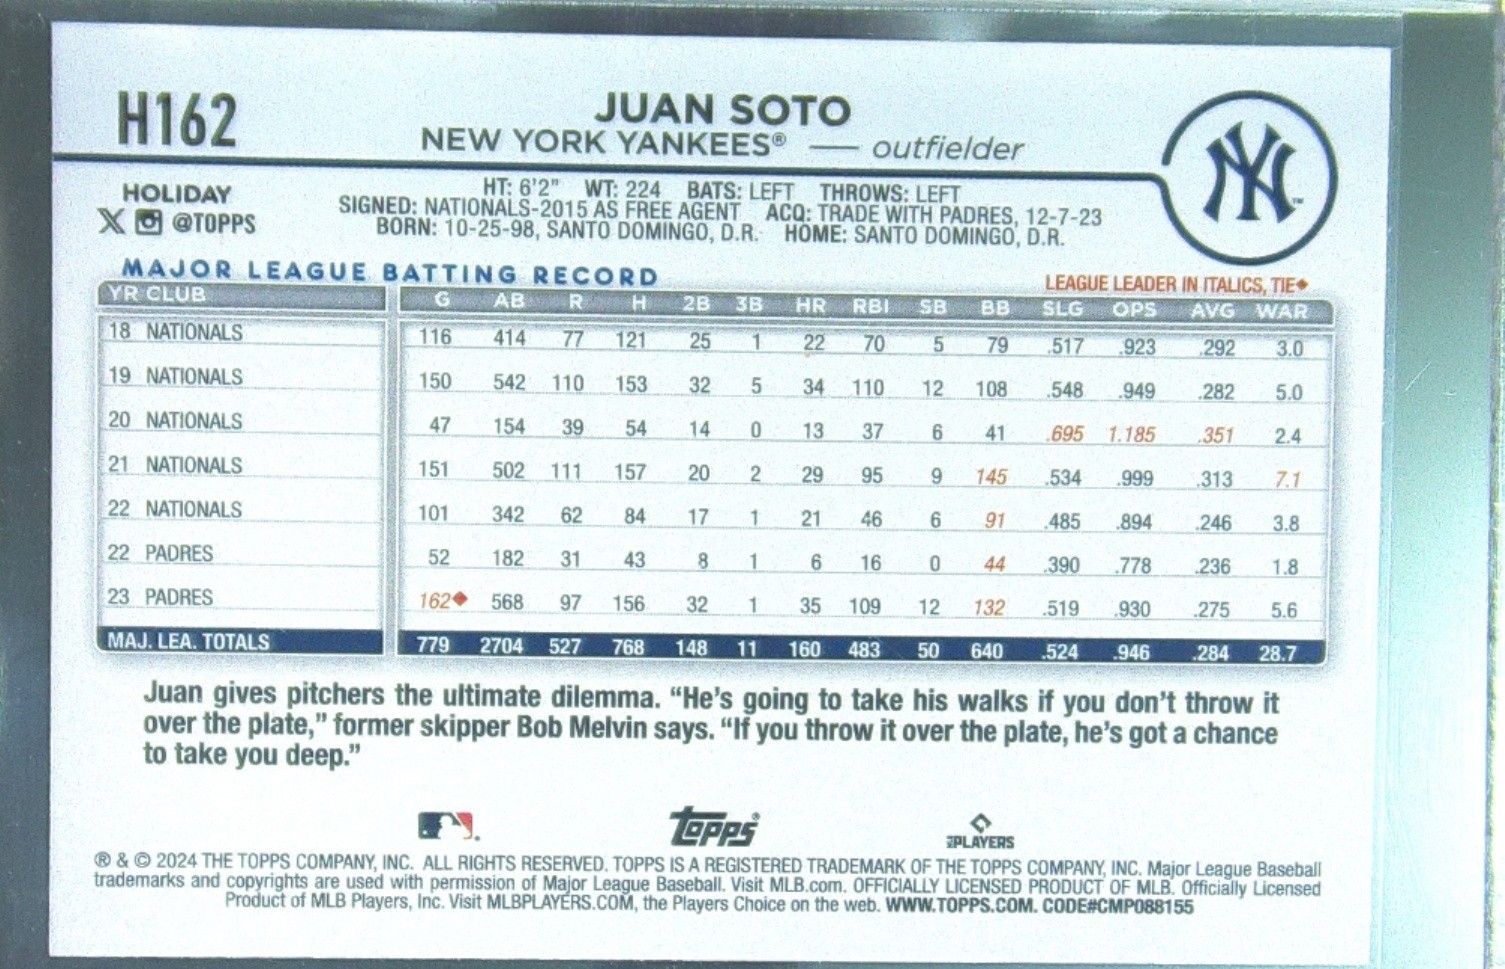 H162
JUAN SOTO
NEW YORK YANKEES® — outfielder
NY™
HOLIDAY
X @TOPPS
HT: 6'2" WT: 224 BATS: LEFT THROWS: LEFT
SIGNED: NATIONALS-2015 AS FREE AGENT ACQ: TRADE WITH PADRES, 12-7-23
BORN: 10-25-98, SANTO DOMINGO, D.R. HOME: SANTO DOMINGO, D.R.
MAJOR LEAGUE BATTING RECORD
LEAGUE LEADER IN ITALICS, TIE◆
YR CLUB G AB R H 2B 3B HR RBI SB BB SLG OPS AVG WAR
18 NATIONALS 116 414 77 121 25 1 22 70 5 79 .517 .923 .292 3.0
19 NATIONALS 150 542 110 153 32 5 34 110 12 108 .548 .949 .282 5.0
20 NATIONALS 47 154 39 54 14 0 13 37 6 41 .695 1.185 .351 2.4
21 NATIONALS 151 502 111 157 20 2 29 95 9 145 .534 .999 .313 7.1
22 NATIONALS 101 342 62 84 17 1 21 46 6 91 .485 .894 .246 3.8
22 PADRES 52 182 31 43 8 1 6 16 0 44 .390 .778 .236 1.8
23 PADRES 162◆ 568 97 156 32 1 35 109 12 132 .519 .930 .275 5.6
MAJ. LEA. TOTALS 779 2704 527 768 148 11 160 483 50 640 .524 .946 .284 28.7
Juan gives pitchers the ultimate dilemma. “He’s going to take his walks if you don’t throw it
over the plate,” former skipper Bob Melvin says. “If you throw it over the plate, he’s got a chance
to take you deep.”
topps®
PLAYERS
® & © 2024 THE TOPPS COMPANY, INC. ALL RIGHTS RESERVED. TOPPS IS A REGISTERED TRADEMARK OF THE TOPPS COMPANY, INC. Major League Baseball
trademarks and copyrights are used with permission of Major League Baseball. Visit MLB.com. OFFICIALLY LICENSED PRODUCT OF MLB. Officially Licensed
Product of MLB Players, Inc. Visit MLBPLAYERS.COM, the Players Choice on the web. WWW.TOPPS.COM. CODE#CMP088155